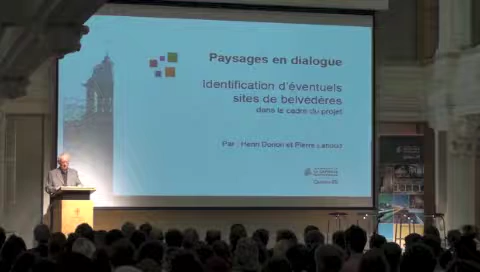 Paysages en dialogue
Identification d'éventuels
sites de belvédères
dans le cadre du projet
Par : Henri Dorion et Pierre Lahoud